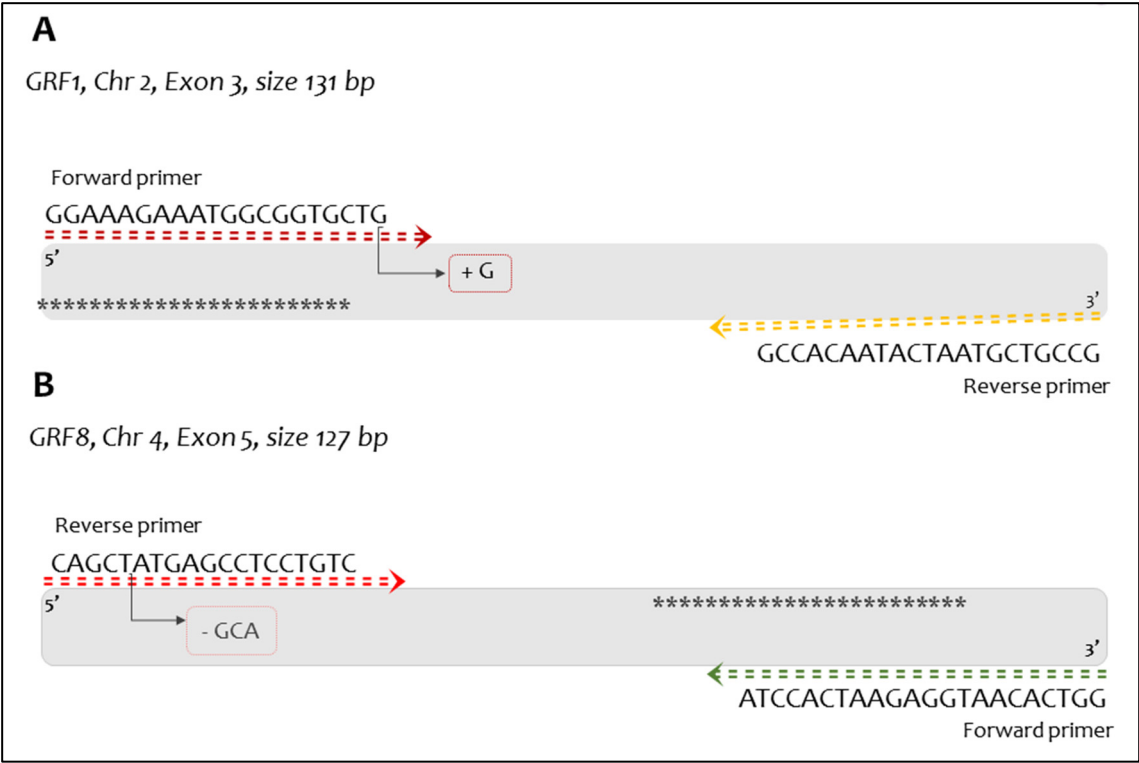 A
GRF1, Chr 2, Exon 3, size 131 bp
Forward primer
GGAAAGAAATGGCGGTGCTG
5’
+ G
************************
3’
GCCACAATACTAATGCTGCCG
Reverse primer
B
GRF8, Chr 4, Exon 5, size 127 bp
Reverse primer
CAGCTATGAGCCTCCTGTC
5’
************************
- GCA
3’
ATCCACTAAGAGGTAACACTGG
Forward primer